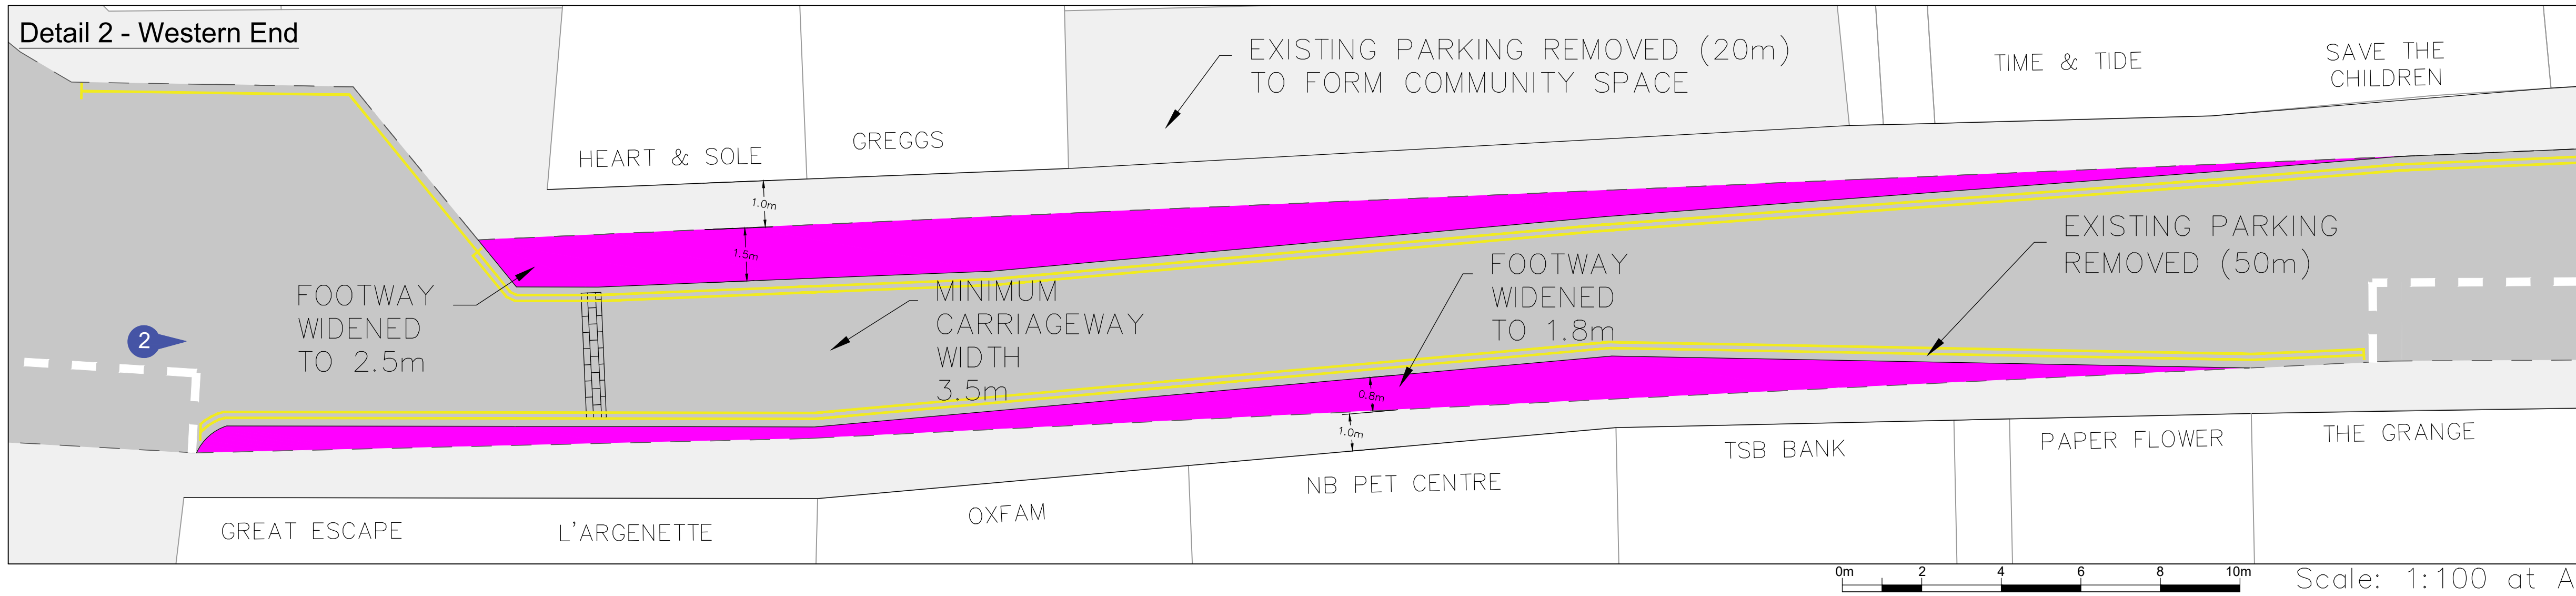 Detail 2 - Western End
EXISTING PARKING REMOVED (20m)
TO FORM COMMUNITY SPACE
TIME & TIDE
SAVE THE
CHILDREN
HEART & SOLE
GREGGS
1.0m
1.5m
FOOTWAY
WIDENED
TO 2.5m
2
MINIMUM
CARRIAGEWAY
WIDTH
3.5m
FOOTWAY
WIDENED
TO 1.8m
EXISTING PARKING
REMOVED (50m)
0.8m
1.0m
GREAT ESCAPE
L'ARGENETTE
OXFAM
NB PET CENTRE
TSB BANK
PAPER FLOWER
THE GRANGE
0m 2 4 6 8 10m
Scale: 1:100 at A